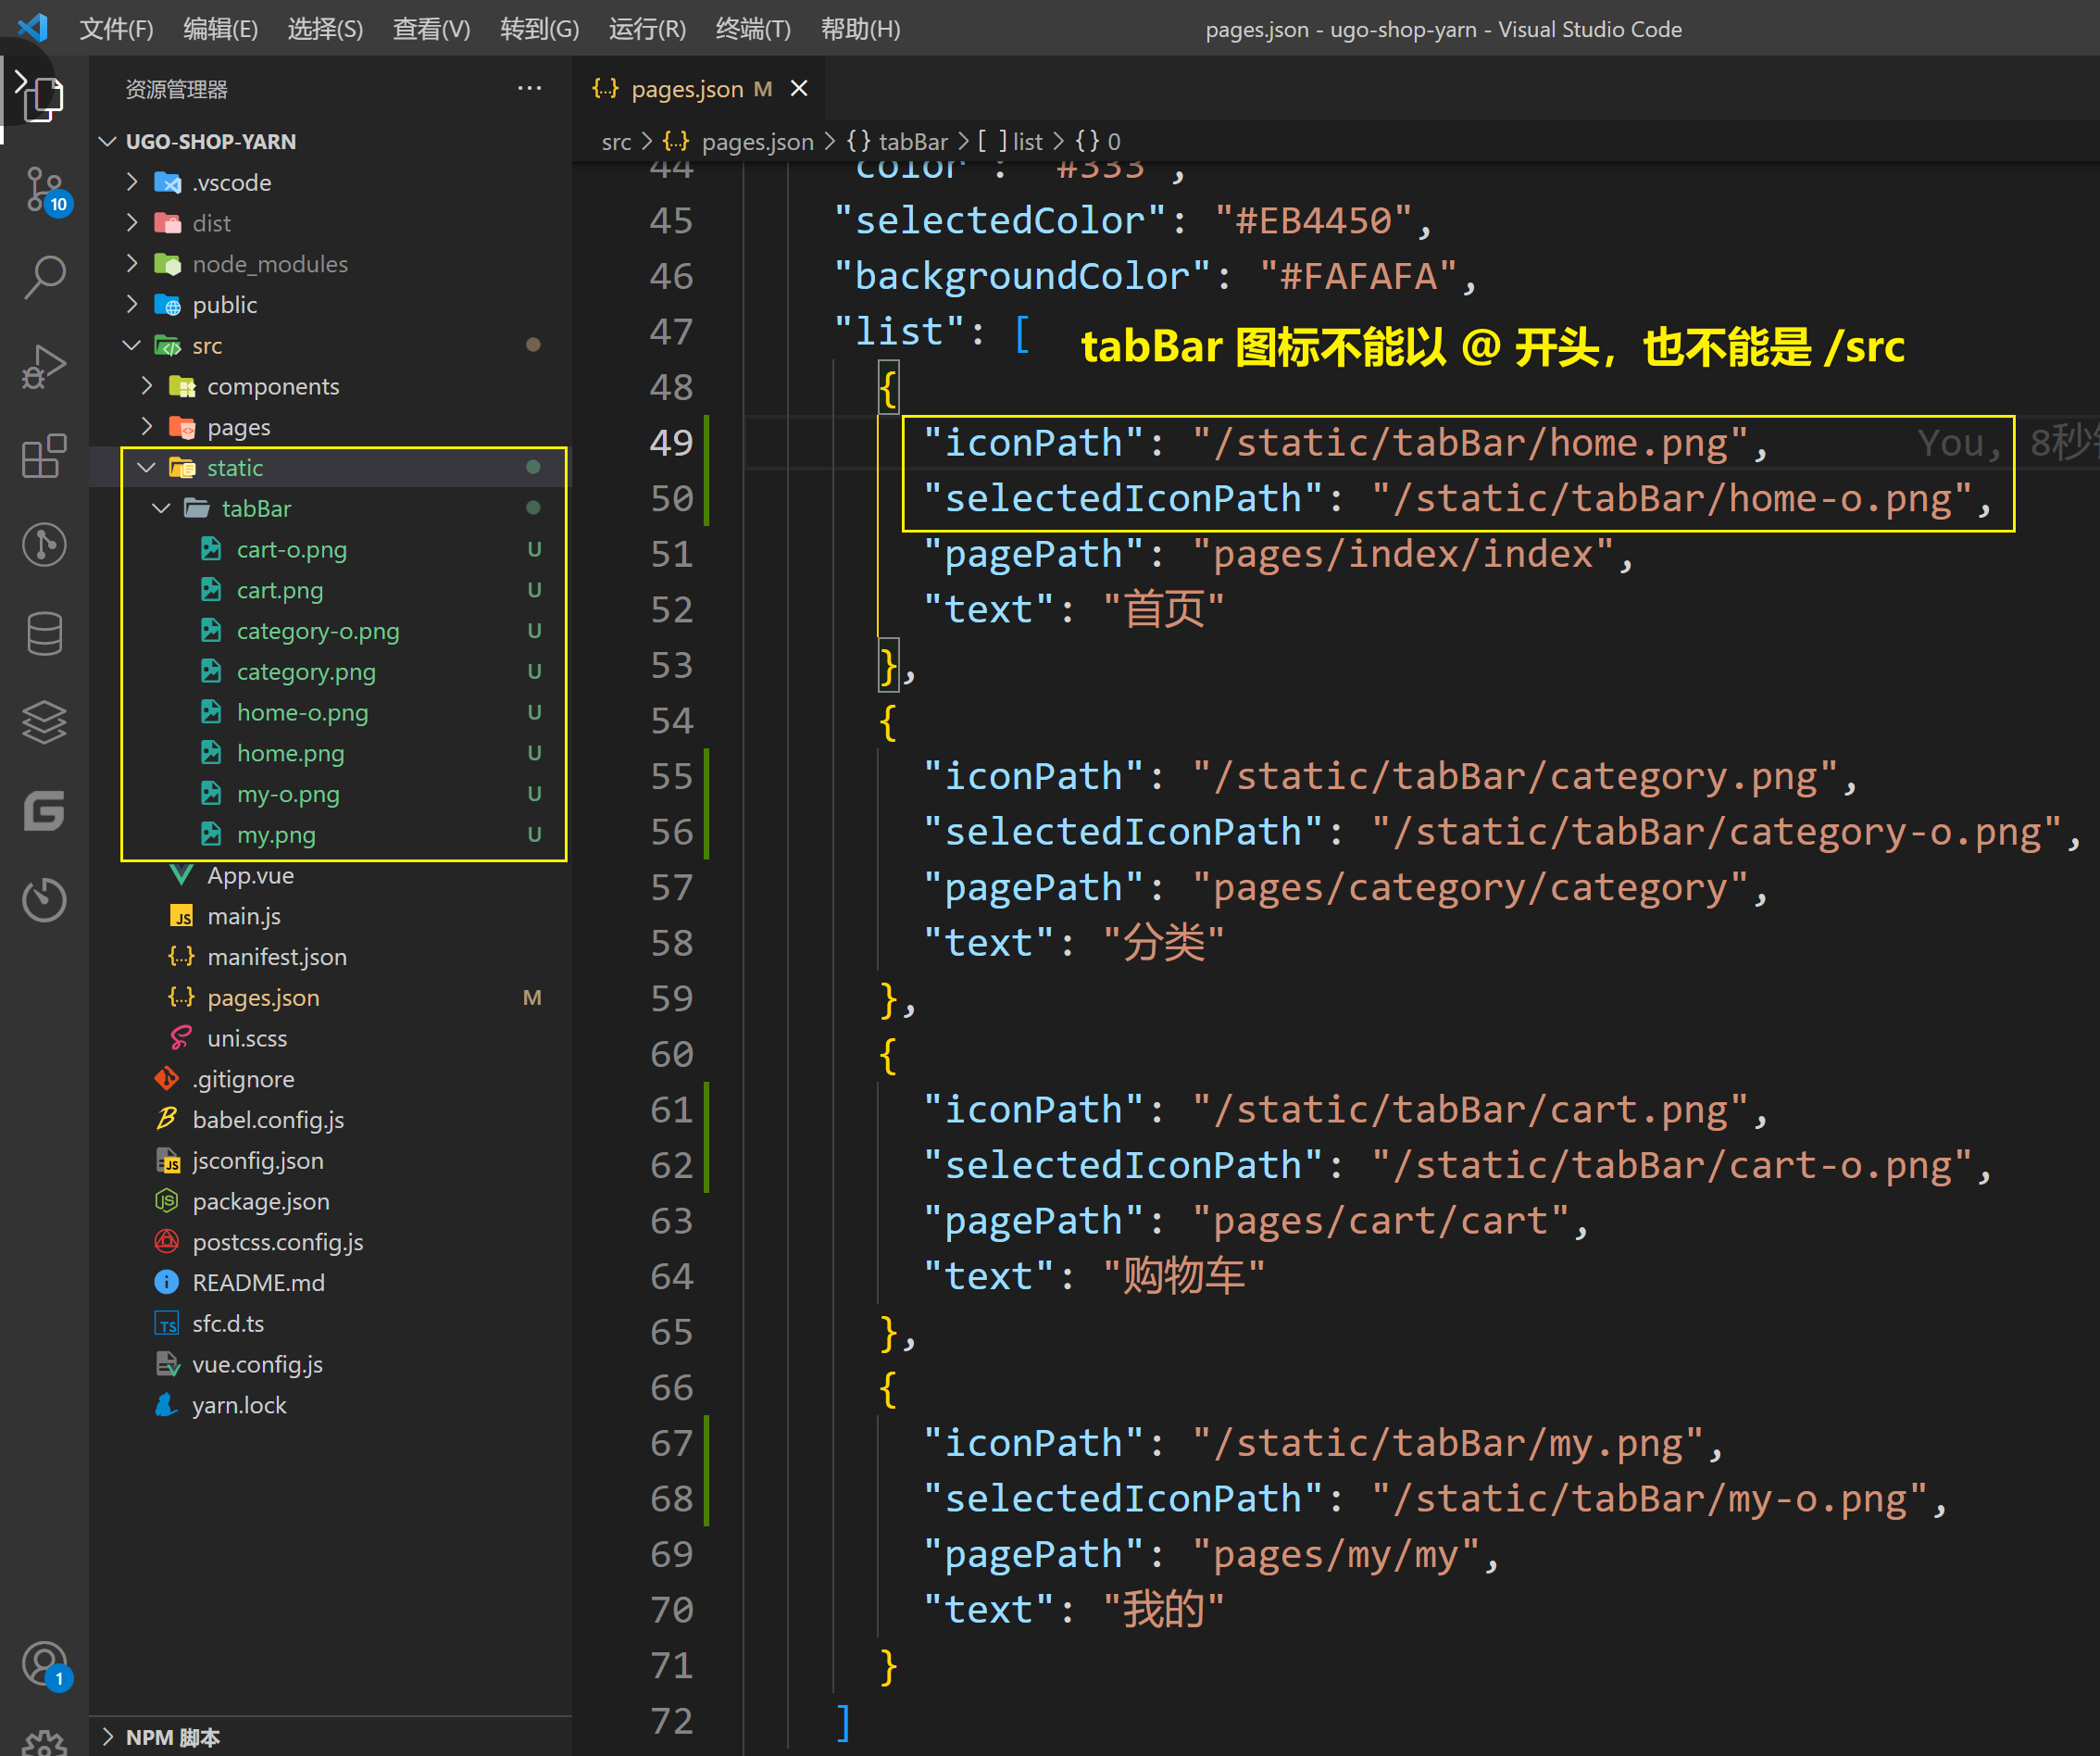 文件(F) 编辑(E) 选择(S) 查看(V) 转到(G) 运行(R) 终端(T) 帮助(H) pages.json - ugo-shop-yarn - Visual Studio Code
资源管理器 ···
UGO-SHOP-YARN
.vscode
dist
node_modules
public
src
components
pages
static
tabBar
cart-o.png U
cart.png U
category-o.png U
category.png U
home-o.png U
home.png U
my-o.png U
my.png U
App.vue
main.js
manifest.json
pages.json M
uni.scss
.gitignore
babel.config.js
jsconfig.json
package.json
postcss.config.js
README.md
sfc.d.ts
vue.config.js
yarn.lock
NPM 脚本
10
1
{..} pages.json M ×
src > {..} pages.json > {} tabBar > [ ] list > {} 0
44 "color": "#333",
45 "selectedColor": "#EB4450",
46 "backgroundColor": "#FAFAFA",
47 "list": [
tabBar 图标不能以 @ 开头，也不能是 /src
48 {
49 "iconPath": "/static/tabBar/home.png", You, 8秒
50 "selectedIconPath": "/static/tabBar/home-o.png",
51 "pagePath": "pages/index/index",
52 "text": "首页"
53 },
54 {
55 "iconPath": "/static/tabBar/category.png",
56 "selectedIconPath": "/static/tabBar/category-o.png",
57 "pagePath": "pages/category/category",
58 "text": "分类"
59 },
60 {
61 "iconPath": "/static/tabBar/cart.png",
62 "selectedIconPath": "/static/tabBar/cart-o.png",
63 "pagePath": "pages/cart/cart",
64 "text": "购物车"
65 },
66 {
67 "iconPath": "/static/tabBar/my.png",
68 "selectedIconPath": "/static/tabBar/my-o.png",
69 "pagePath": "pages/my/my",
70 "text": "我的"
71 }
72 ]